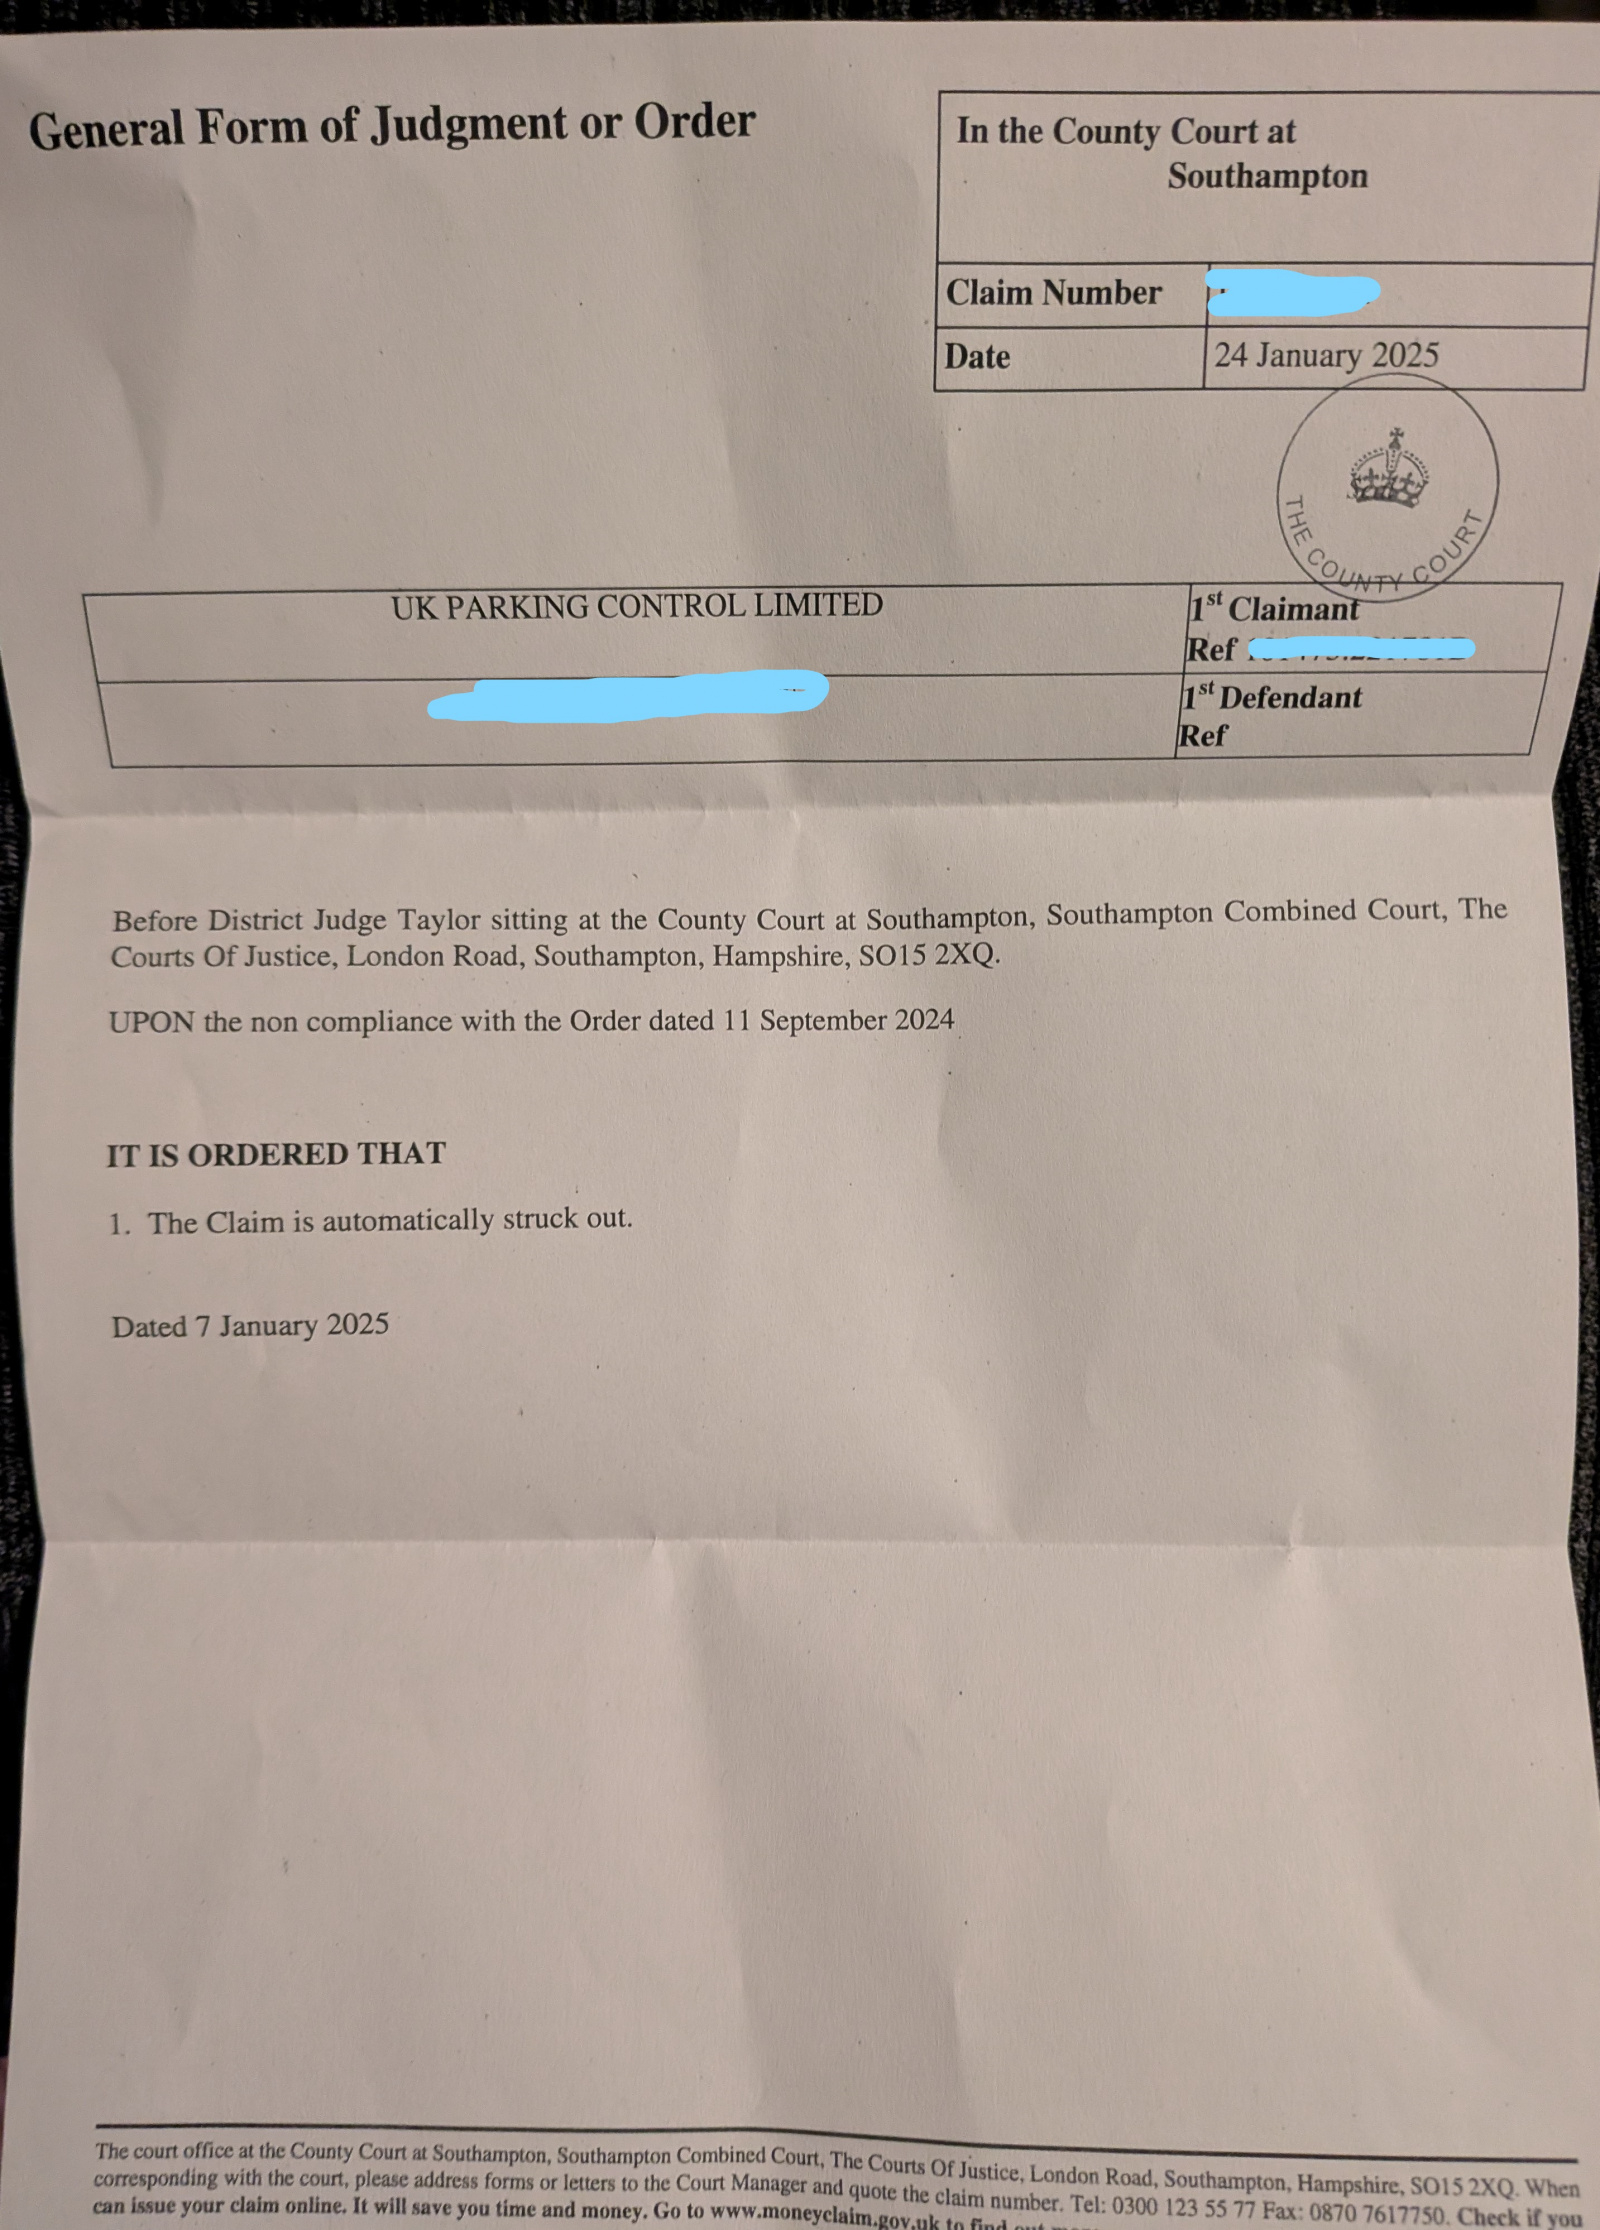 General Form of Judgment or Order
In the County Court at
Southampton
Claim Number
Date 24 January 2025
THE COUNTY COURT
UK PARKING CONTROL LIMITED
1st Claimant
Ref
1st Defendant
Ref
Before District Judge Taylor sitting at the County Court at Southampton, Southampton Combined Court, The
Courts Of Justice, London Road, Southampton, Hampshire, SO15 2XQ.
UPON the non compliance with the Order dated 11 September 2024
IT IS ORDERED THAT
1. The Claim is automatically struck out.
Dated 7 January 2025
The court office at the County Court at Southampton, Southampton Combined Court, The Courts Of Justice, London Road, Southampton, Hampshire, SO15 2XQ. When
corresponding with the court, please address forms or letters to the Court Manager and quote the claim number. Tel: 0300 123 55 77 Fax: 0870 7617750. Check if you
can issue your claim online. It will save you time and money. Go to www.moneyclaim.gov.uk to find